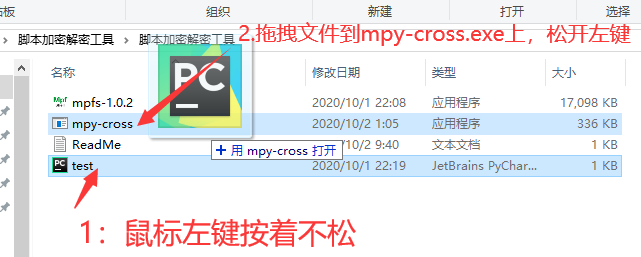 贴板 组织 新建 打开 选择
脚本加密解密工具 › 脚本加密解密工具 ›
2.拖拽文件到mpy-cross.exe上，松开左键
名称 修改日期 类型 大小
mpfs-1.0.2 2020/10/1 22:08 应用程序 17,098 KB
mpy-cross 2020/10/2 1:05 应用程序 336 KB
ReadMe 10/2 9:40 文本文档 1 KB
test 2020/10/1 22:19 JetBrains PyChar... 1 KB
PC
+ 用 mpy-cross 打开
1：鼠标左键按着不松